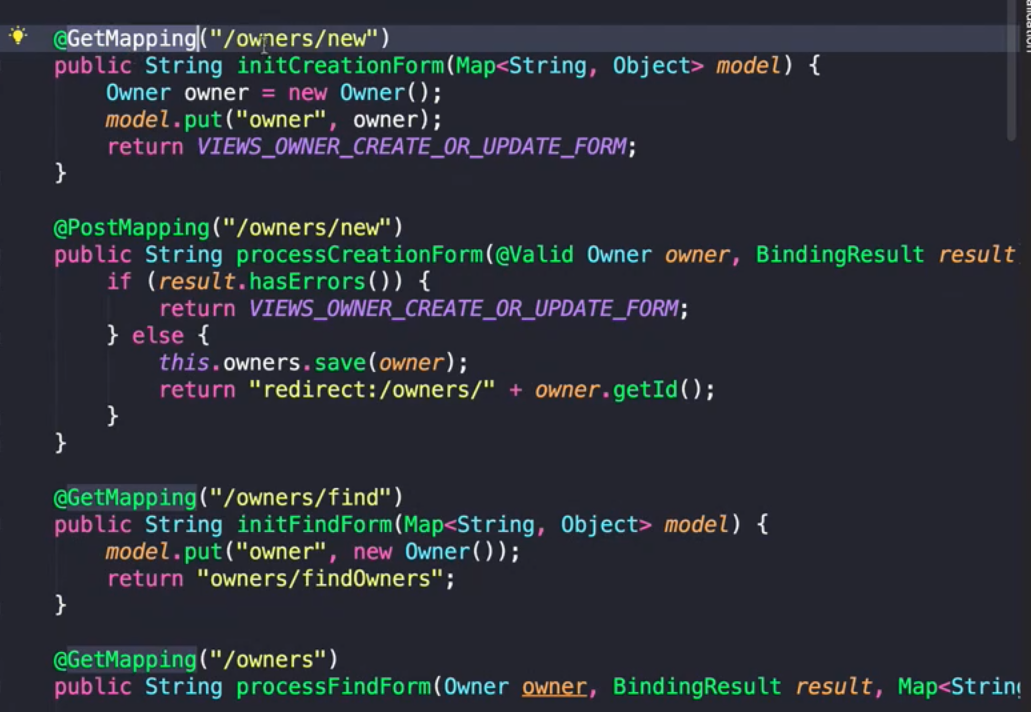 @GetMapping("/owners/new")
public String initCreationForm(Map<String, Object> model) {
    Owner owner = new Owner();
    model.put("owner", owner);
    return VIEWS_OWNER_CREATE_OR_UPDATE_FORM;
}

@PostMapping("/owners/new")
public String processCreationForm(@Valid Owner owner, BindingResult result
    if (result.hasErrors()) {
        return VIEWS_OWNER_CREATE_OR_UPDATE_FORM;
    } else {
        this.owners.save(owner);
        return "redirect:/owners/" + owner.getId();
    }
}

@GetMapping("/owners/find")
public String initFindForm(Map<String, Object> model) {
    model.put("owner", new Owner());
    return "owners/findOwners";
}

@GetMapping("/owners")
public String processFindForm(Owner owner, BindingResult result, Map<String